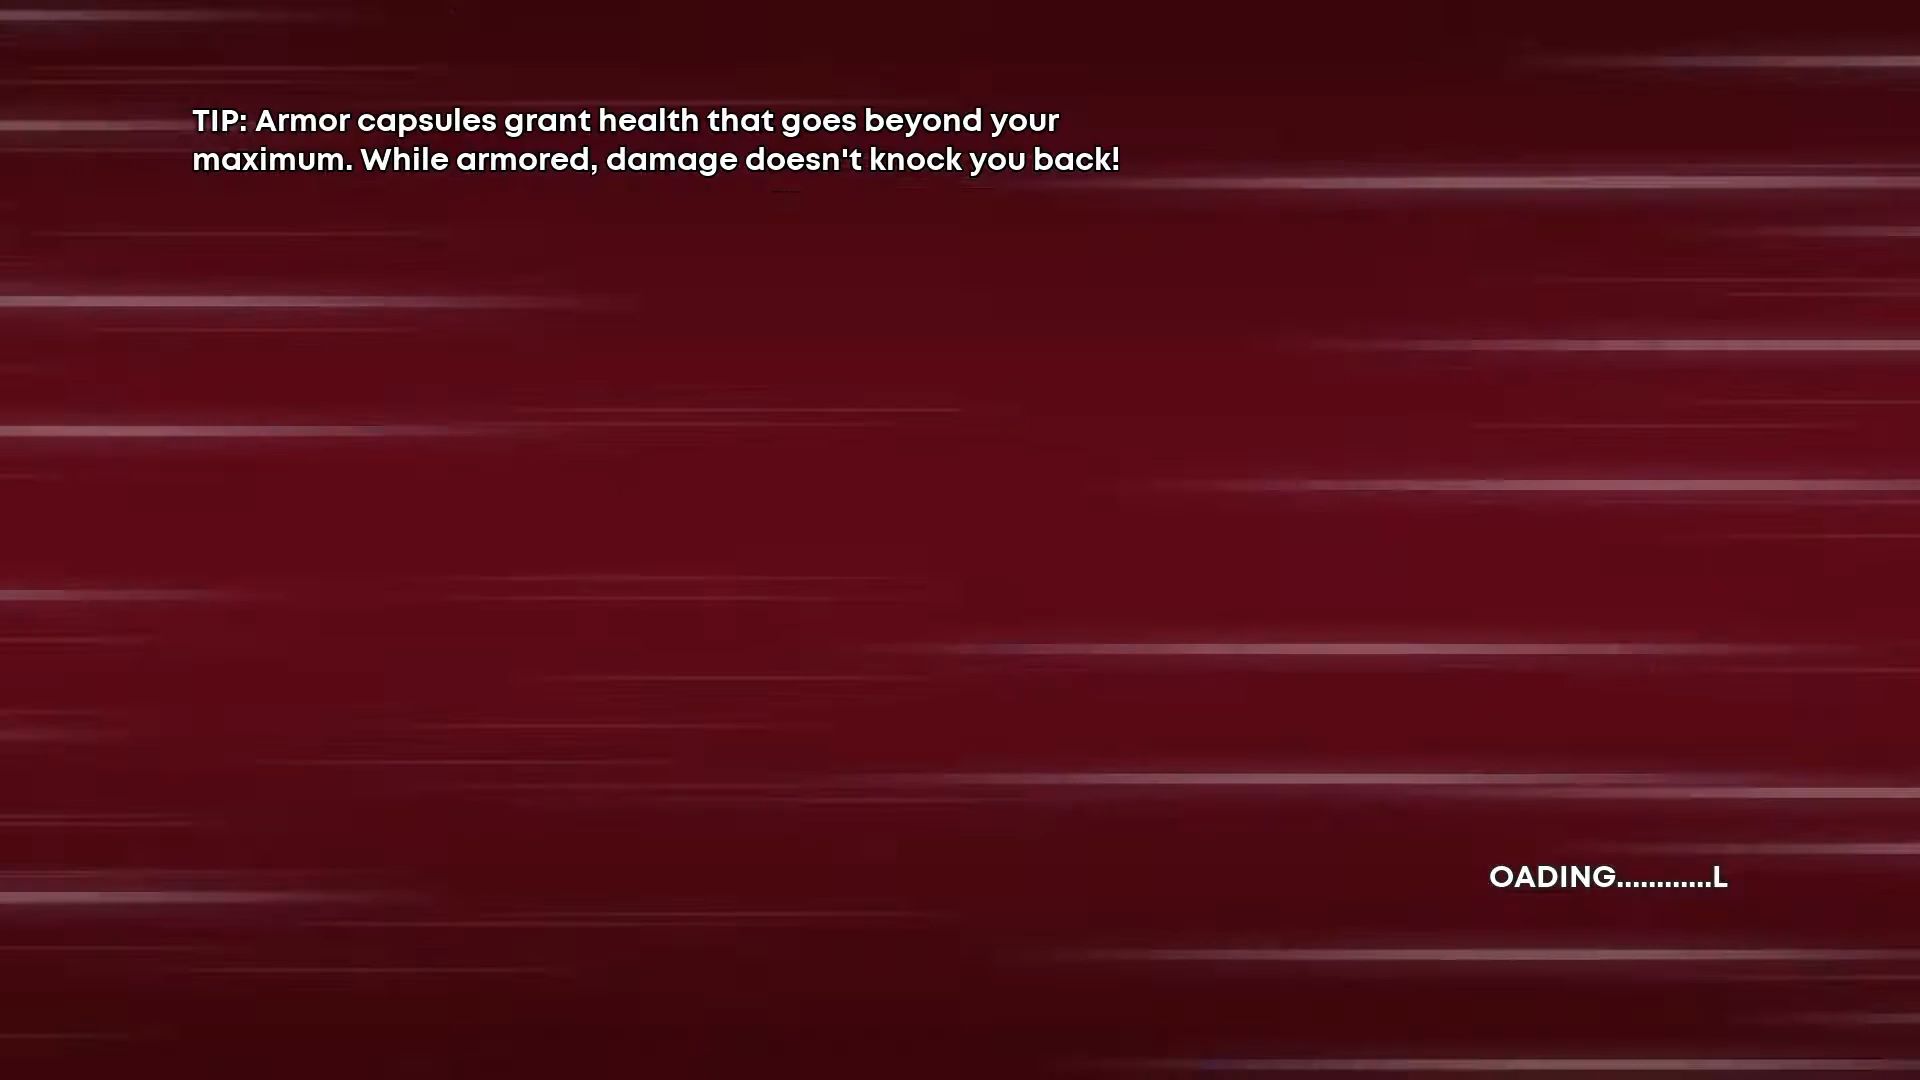 TIP: Armor capsules grant health that goes beyond your
maximum. While armored, damage doesn't knock you back!
OADING............L